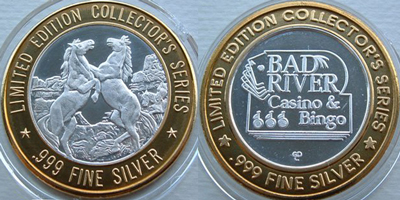 LIMITED EDITION COLLECTOR'S SERIES
.999 FINE SILVER
LIMITED EDITION COLLECTOR'S SERIES
BAD
RIVER
Casino &
Bingo
.999 FINE SILVER